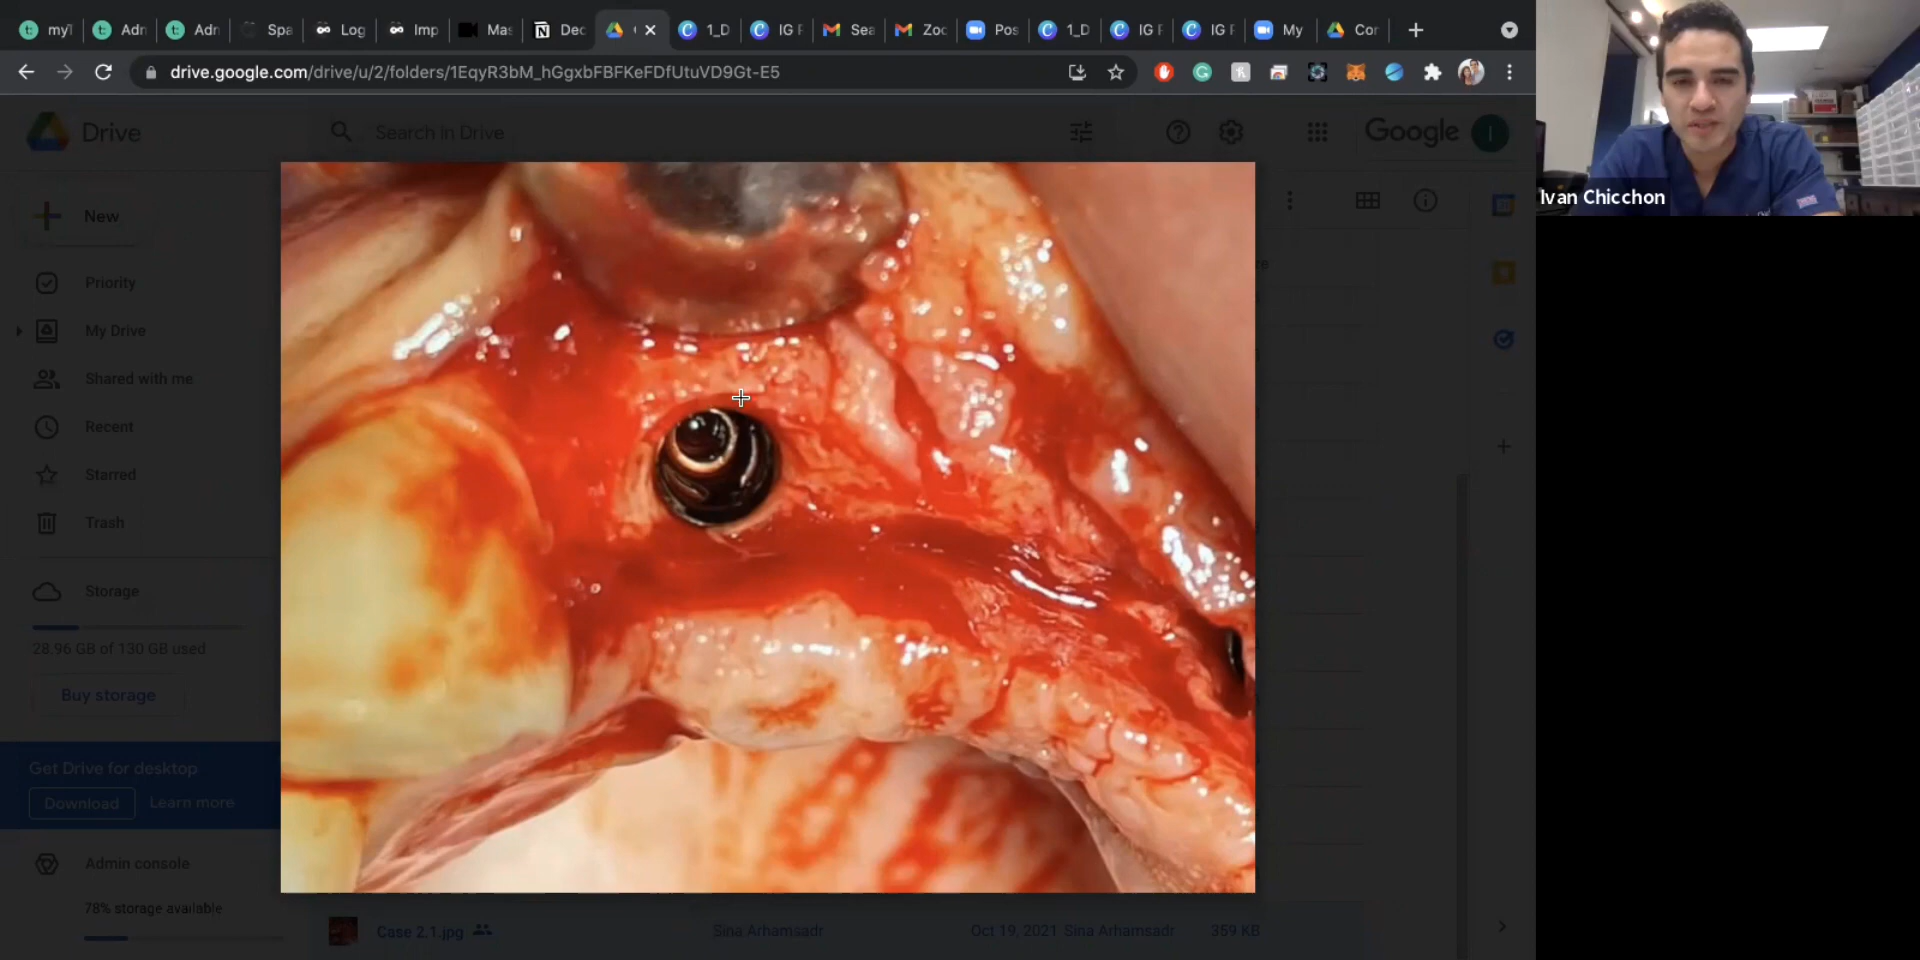 my
Adn
Adn
Spa
Log
Imp
Mas
Dec
1_D
IG F
Sea
Zoc
Pos
1_D
IG F
IG F
My
Cor
drive.google.com/drive/u/2/folders/1EqyR3bM_hGgxbFBFKeFDfUtuVD9Gt-E5
Drive
Search in Drive
Google
I
New
Priority
My Drive
Shared with me
Recent
Starred
Trash
Storage
28.96 GB of 130 GB used
Buy storage
Get Drive for desktop
Download Learn more
Admin console
78% storage available
Case 2.1.jpg Sina Arhamsadr Oct 19, 2021 Sina Arhamsadr 359 KB
Ivan Chicchon